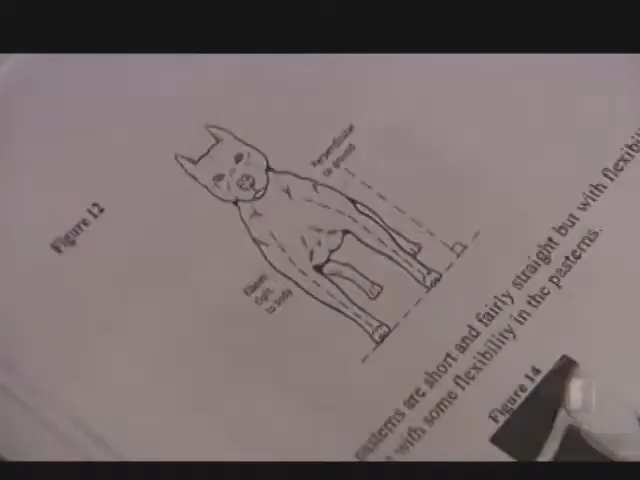 Figure 12
Perpendicular
to ground
Elbow
tight
to body
pasterns are short and fairly straight but with flexibil
with some flexibility in the pasterns.
Figure 14